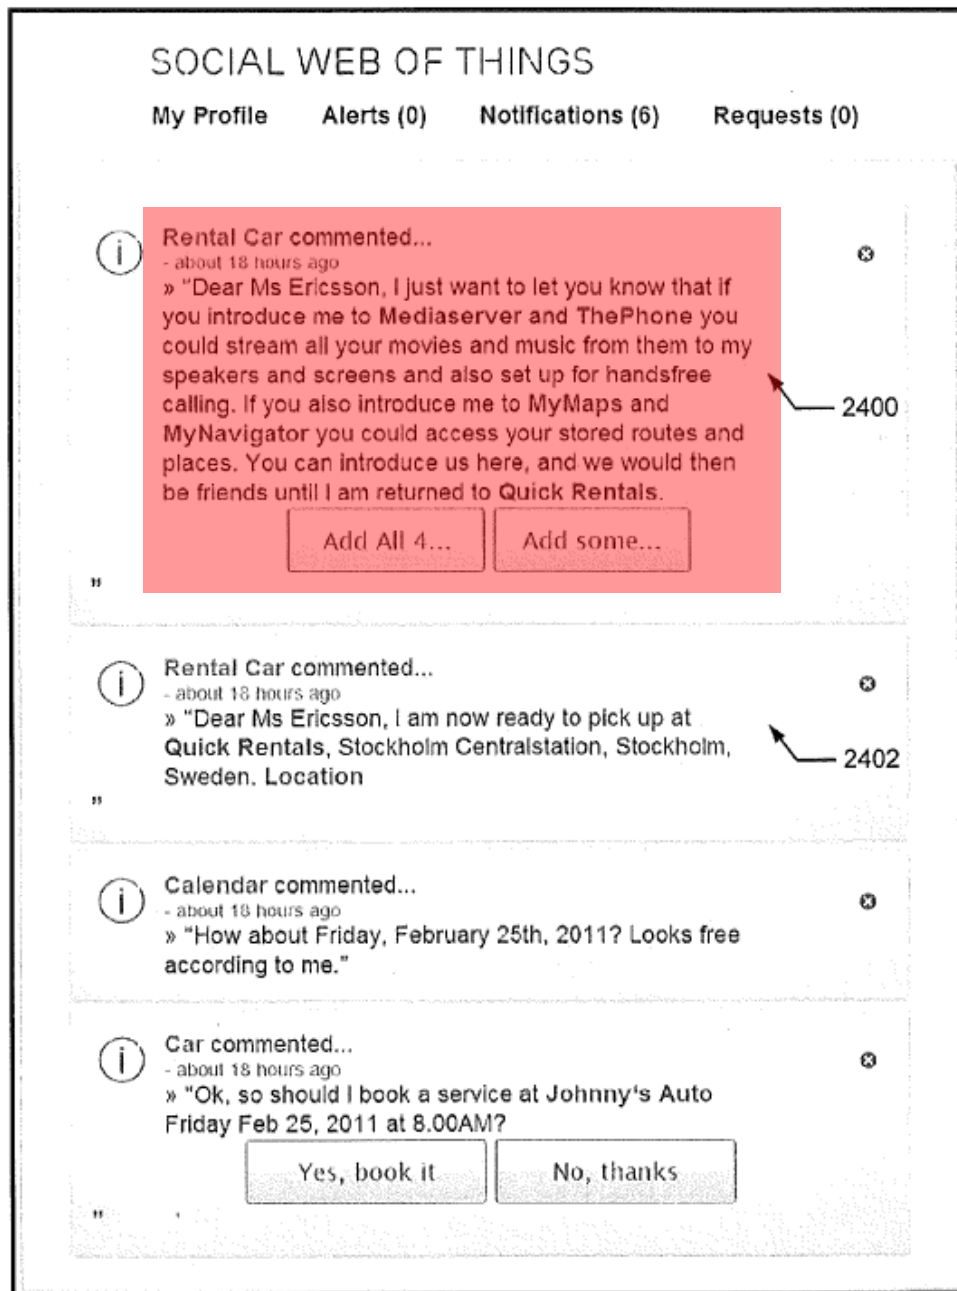 SOCIAL WEB OF THINGS
My Profile Alerts (0) Notifications (6) Requests (0)
i
Rental Car commented...
- about 18 hours ago
» "Dear Ms Ericsson, I just want to let you know that if
you introduce me to Mediaserver and ThePhone you
could stream all your movies and music from them to my
speakers and screens and also set up for handsfree
calling. If you also introduce me to MyMaps and
MyNavigator you could access your stored routes and
places. You can introduce us here, and we would then
be friends until I am returned to Quick Rentals.
Add All 4... Add some...
"
2400
i
Rental Car commented...
- about 18 hours ago
» "Dear Ms Ericsson, I am now ready to pick up at
Quick Rentals, Stockholm Centralstation, Stockholm,
Sweden. Location
"
2402
i
Calendar commented...
- about 18 hours ago
» "How about Friday, February 25th, 2011? Looks free
according to me."
i
Car commented...
- about 18 hours ago
» "Ok, so should I book a service at Johnny's Auto
Friday Feb 25, 2011 at 8.00AM?
Yes, book it No, thanks
"